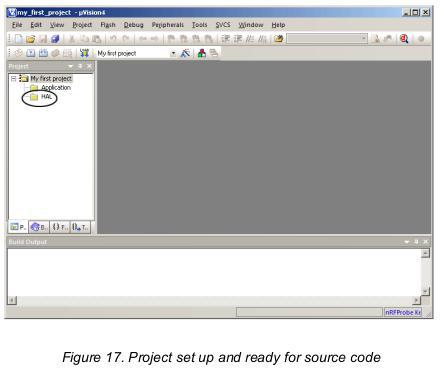 my_first_project - µVision4
File Edit View Project Flash Debug Peripherals Tools SVCS Window Help
My first project
Project
My first project
Application
HAL
P.. B.. {} F.. 0. T..
Build Output
nRFProbe Ke
Figure 17. Project set up and ready for source code